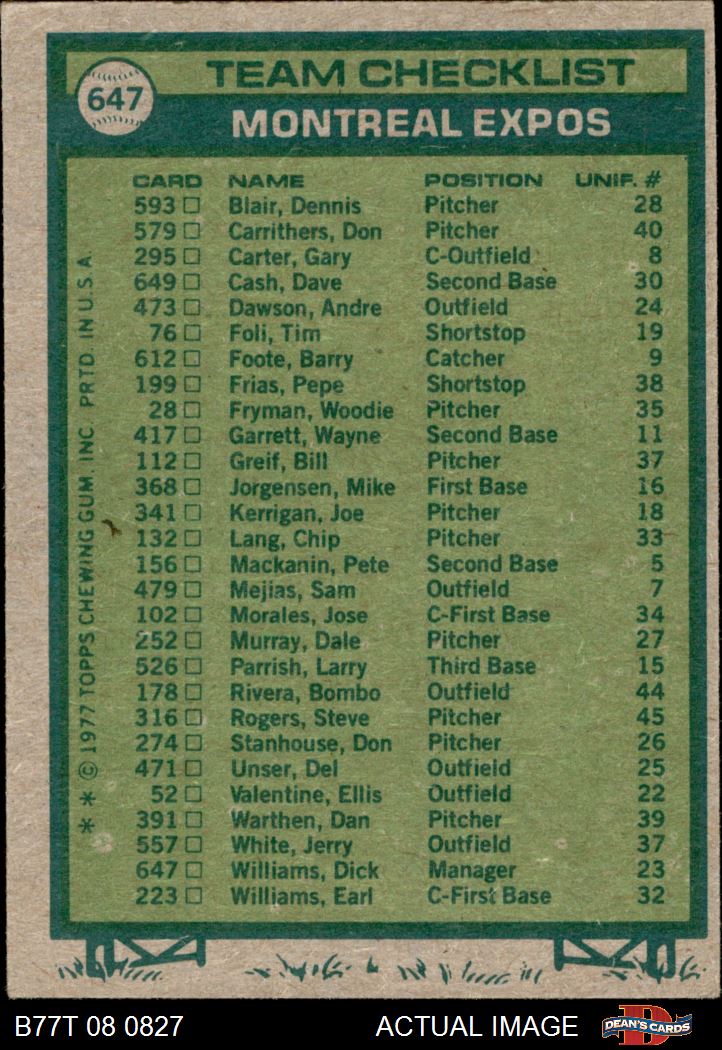 647
TEAM CHECKLIST
MONTREAL EXPOS
CARD NAME POSITION UNIF. #
593 Blair, Dennis Pitcher 28
579 Carrithers, Don Pitcher 40
295 Carter, Gary C-Outfield 8
649 Cash, Dave Second Base 30
473 Dawson, Andre Outfield 24
76 Foli, Tim Shortstop 19
612 Foote, Barry Catcher 9
199 Frias, Pepe Shortstop 38
28 Fryman, Woodie Pitcher 35
417 Garrett, Wayne Second Base 11
112 Greif, Bill Pitcher 37
368 Jorgensen, Mike First Base 16
341 Kerrigan, Joe Pitcher 18
132 Lang, Chip Pitcher 33
156 Mackanin, Pete Second Base 5
479 Mejias, Sam Outfield 7
102 Morales, Jose C-First Base 34
252 Murray, Dale Pitcher 27
526 Parrish, Larry Third Base 15
178 Rivera, Bombo Outfield 44
316 Rogers, Steve Pitcher 45
274 Stanhouse, Don Pitcher 26
471 Unser, Del Outfield 25
52 Valentine, Ellis Outfield 22
391 Warthen, Dan Pitcher 39
557 White, Jerry Outfield 37
647 Williams, Dick Manager 23
223 Williams, Earl C-First Base 32
* * © 1977 TOPPS CHEWING GUM, INC. PRTD. IN U.S.A.
B77T 08 0827 ACTUAL IMAGE
D
DEAN'S CARDS